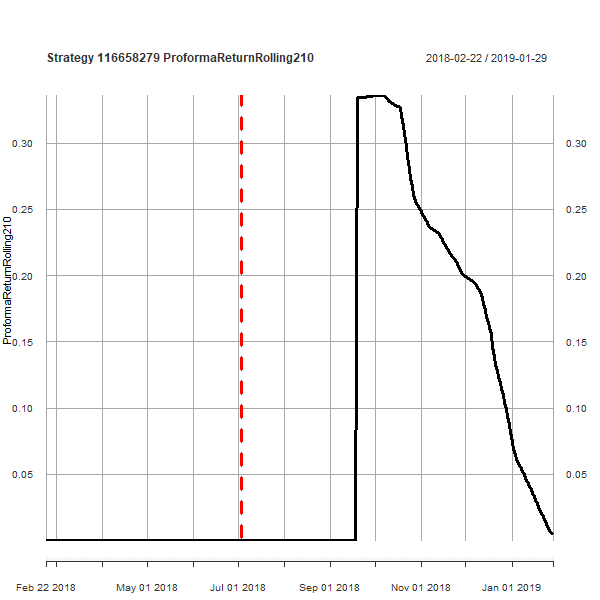 Strategy 116658279 ProformaReturnRolling210
2018-02-22 / 2019-01-29
ProformaReturnRolling210
0.30 0.30
0.25 0.25
0.20 0.20
0.15 0.15
0.10 0.10
0.05 0.05
Feb 22 2018 May 01 2018 Jul 01 2018 Sep 01 2018 Nov 01 2018 Jan 01 2019